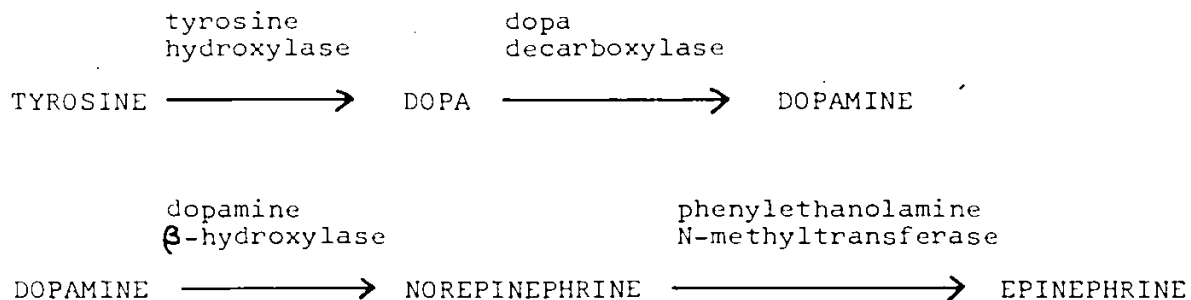 tyrosine dopa
hydroxylase decarboxylase
TYROSINE DOPA DOPAMINE
dopamine phenylethanolamine
β-hydroxylase N-methyltransferase
DOPAMINE NOREPINEPHRINE EPINEPHRINE